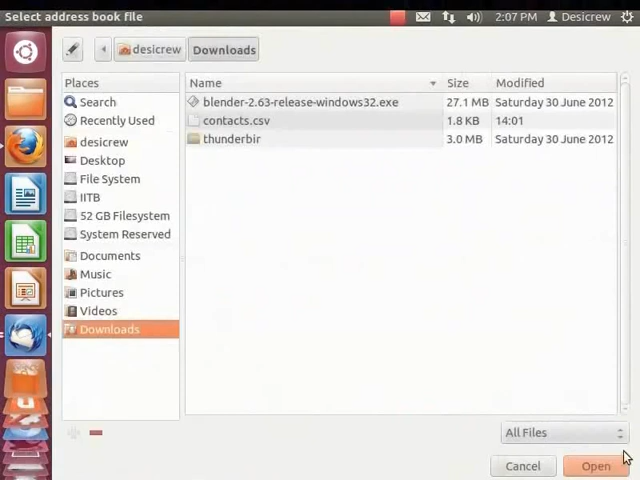 Select address book file
2:07 PM
Desicrew
desicrew
Downloads
Places
Name
Size
Modified
Search
blender-2.63-release-windows32.exe
27.1 MB
Saturday 30 June 2012
Recently Used
contacts.csv
1.8 KB
14:01
desicrew
thunderbir
3.0 MB
Saturday 30 June 2012
Desktop
File System
IITB
52 GB Filesystem
System Reserved
Documents
Music
Pictures
Videos
Downloads
All Files
Cancel
Open